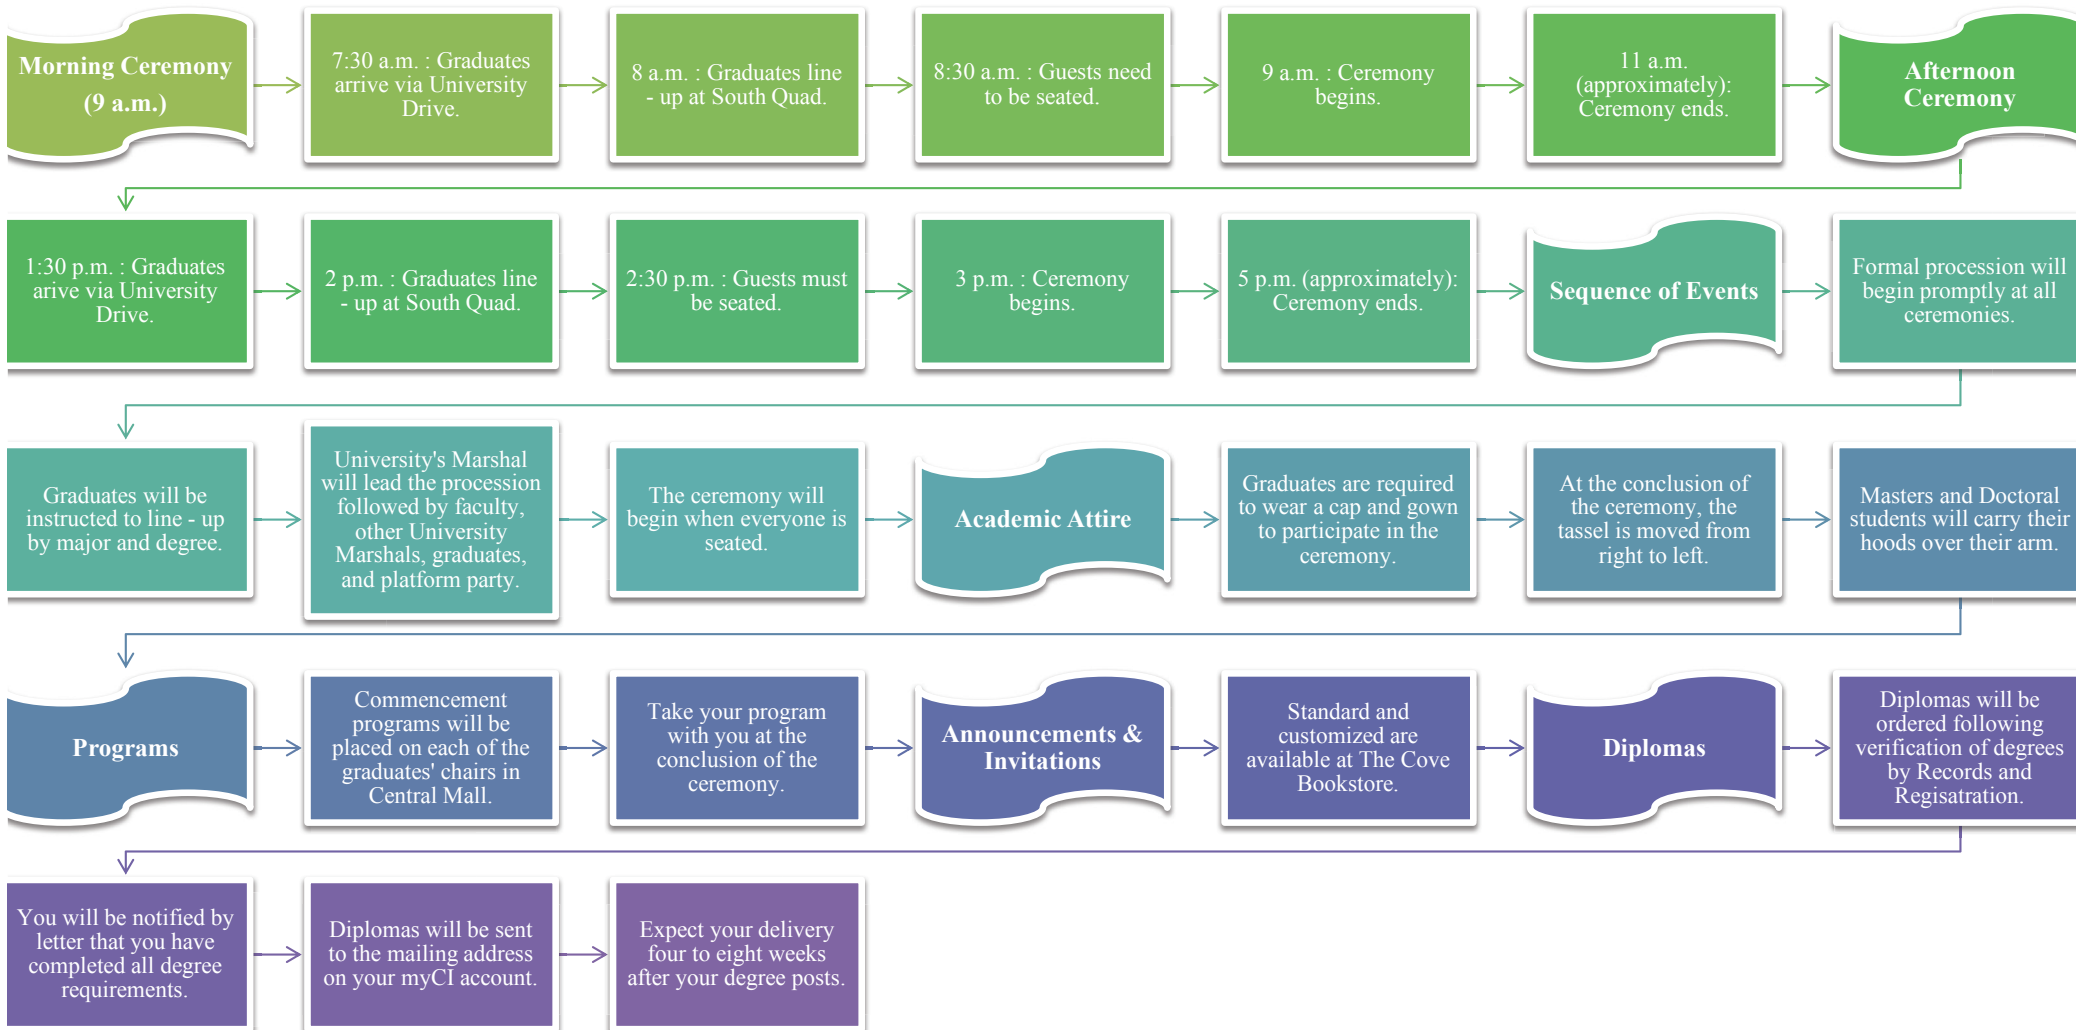 Morning Ceremony
(9 a.m.)
7:30 a.m. : Graduates
arrive via University
Drive.
8 a.m. : Graduates line
- up at South Quad.
8:30 a.m. : Guests need
to be seated.
9 a.m. : Ceremony
begins.
11 a.m.
(approximately):
Ceremony ends.
Afternoon
Ceremony
1:30 p.m. : Graduates
arive via University
Drive.
2 p.m. : Graduates line
- up at South Quad.
2:30 p.m. : Guests must
be seated.
3 p.m. : Ceremony
begins.
5 p.m. (approximately):
Ceremony ends.
Sequence of Events
Formal procession will
begin promptly at all
ceremonies.
Graduates will be
instructed to line - up
by major and degree.
University's Marshal
will lead the procession
followed by faculty,
other University
Marshals, graduates,
and platform party.
The ceremony will
begin when everyone is
seated.
Academic Attire
Graduates are required
to wear a cap and gown
to participate in the
ceremony.
At the conclusion of
the ceremony, the
tassel is moved from
right to left.
Masters and Doctoral
students will carry their
hoods over their arm.
Programs
Commencement
programs will be
placed on each of the
graduates' chairs in
Central Mall.
Take your program
with you at the
conclusion of the
ceremony.
Announcements &
Invitations
Standard and
customized are
available at The Cove
Bookstore.
Diplomas
Diplomas will be
ordered following
verification of degrees
by Records and
Regisatration.
You will be notified by
letter that you have
completed all degree
requirements.
Diplomas will be sent
to the mailing address
on your myCI account.
Expect your delivery
four to eight weeks
after your degree posts.